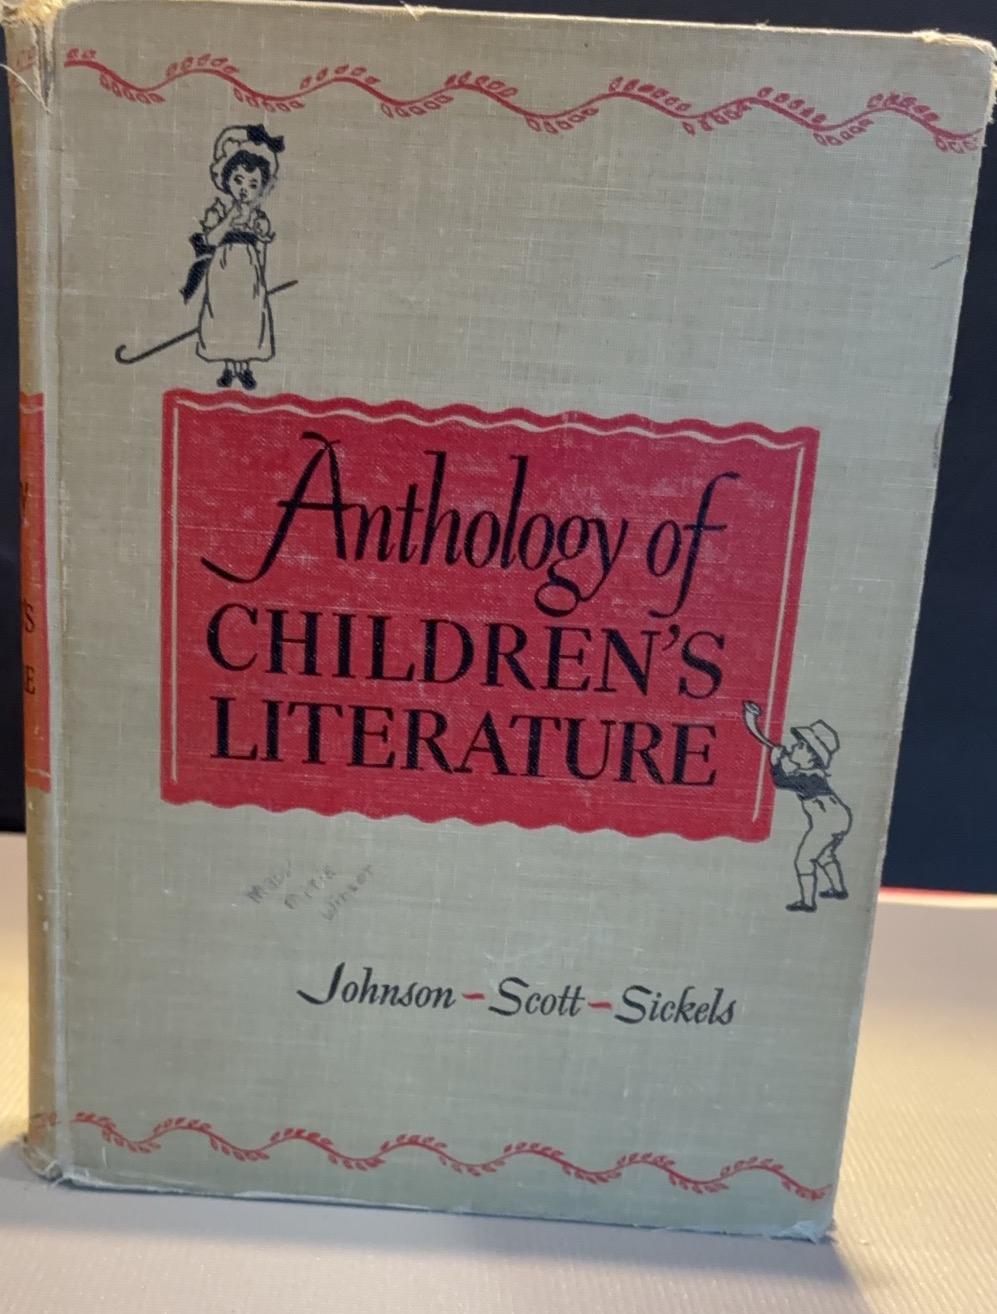 Anthology of
CHILDREN'S
LITERATURE
Johnson – Scott – Sickels